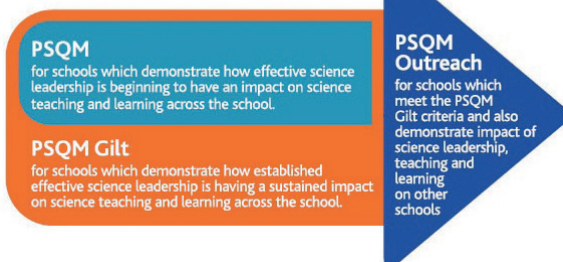 PSQM
for schools which demonstrate how effective science
leadership is beginning to have an impact on science
teaching and learning across the school.
PSQM Gilt
for schools which demonstrate how established
effective science leadership is having a sustained impact
on science teaching and learning across the school.
PSQM
Outreach
for schools which
meet the PSQM
Gilt criteria and also
demonstrate impact of
science leadership,
teaching and
learning
on other
schools